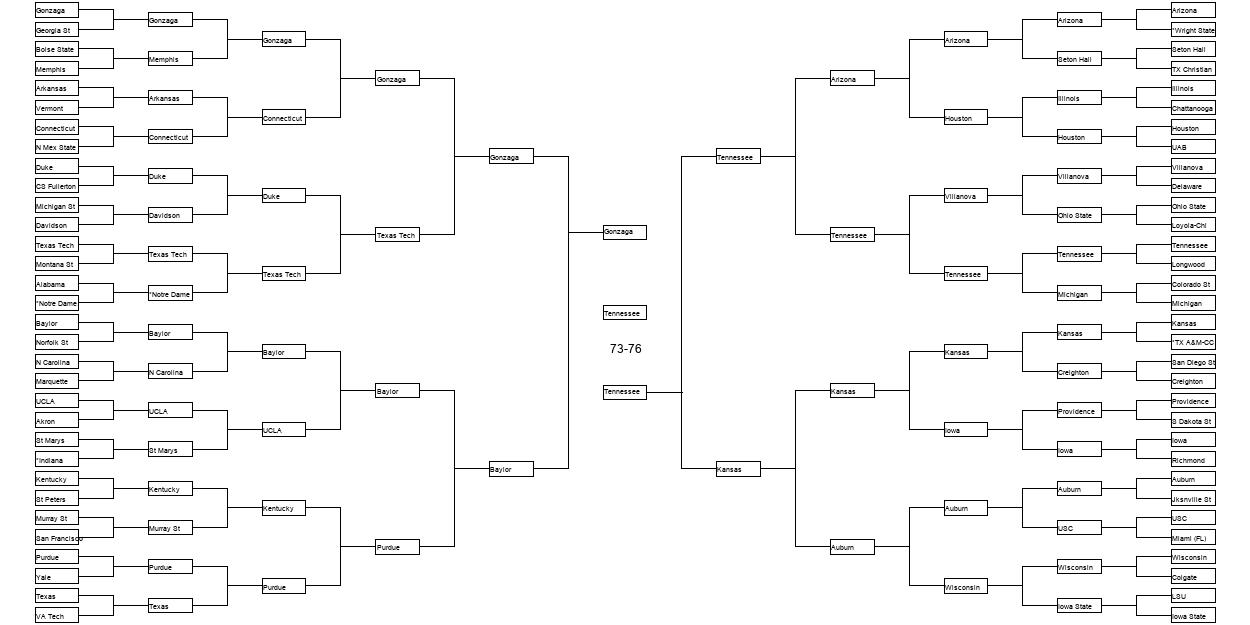 Gonzaga
Georgia St
Boise State
Memphis
Arkansas
Vermont
Connecticut
N Mex State
Duke
CS Fullerton
Michigan St
Davidson
Texas Tech
Montana St
Alabama
*Notre Dame
Baylor
Norfolk St
N Carolina
Marquette
UCLA
Akron
St Marys
*Indiana
Kentucky
St Peters
Murray St
San Francisco
Purdue
Yale
Texas
VA Tech
Gonzaga
Memphis
Arkansas
Connecticut
Duke
Davidson
Texas Tech
*Notre Dame
Baylor
N Carolina
UCLA
St Marys
Kentucky
Murray St
Purdue
Texas
Gonzaga
Connecticut
Duke
Texas Tech
Baylor
UCLA
Kentucky
Purdue
Gonzaga
Texas Tech
Baylor
Purdue
Gonzaga
Baylor
Gonzaga
Tennessee
73-76
Tennessee
Tennessee
Kansas
Arizona
Tennessee
Kansas
Auburn
Arizona
Houston
Villanova
Tennessee
Kansas
Iowa
Auburn
Wisconsin
Arizona
Seton Hall
Illinois
Houston
Villanova
Ohio State
Tennessee
Michigan
Kansas
Creighton
Providence
Iowa
Auburn
USC
Wisconsin
Iowa State
Arizona
*Wright State
Seton Hall
TX Christian
Illinois
Chattanooga
Houston
UAB
Villanova
Delaware
Ohio State
Loyola-Chi
Tennessee
Longwood
Colorado St
Michigan
Kansas
*TX A&M-CC
San Diego St
Creighton
Providence
S Dakota St
Iowa
Richmond
Auburn
Jksnville St
USC
Miami (FL)
Wisconsin
Colgate
LSU
Iowa State